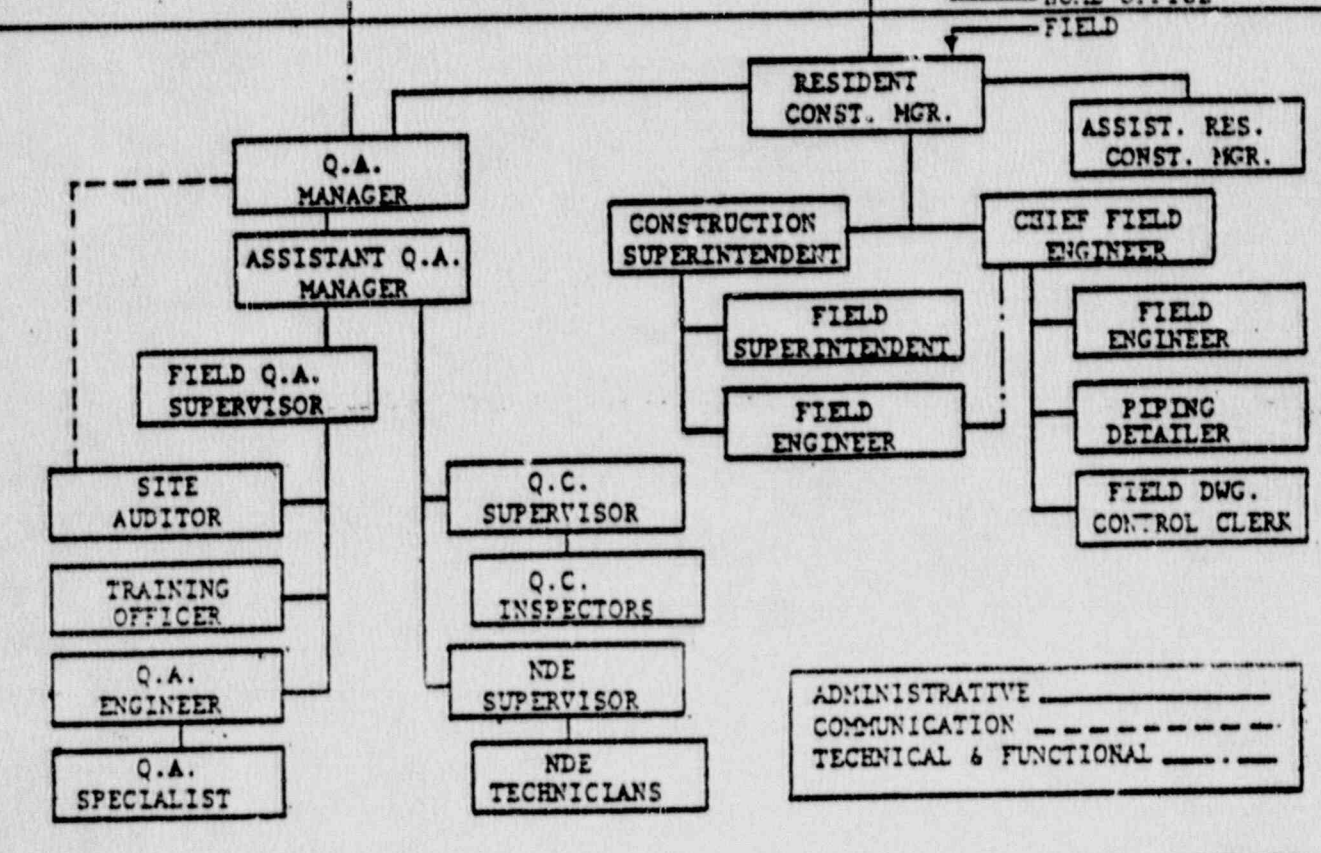 FIELD
RESIDENT
CONST. MGR.
ASSIST. RES.
CONST. MGR.
Q.A.
MANAGER
ASSISTANT Q.A.
MANAGER
CONSTRUCTION
SUPERINTENDENT
CHIEF FIELD
ENGINEER
FIELD
SUPERINTENDENT
FIELD
ENGINEER
FIELD
ENGINEER
PIPING
DETAILER
FIELD DWG.
CONTROL CLERK
FIELD Q.A.
SUPERVISOR
SITE
AUDITOR
TRAINING
OFFICER
Q.A.
ENGINEER
Q.A.
SPECIALIST
Q.C.
SUPERVISOR
Q.C.
INSPECTORS
NDE
SUPERVISOR
NDE
TECHNICIANS
ADMINISTRATIVE
COMMUNICATION
TECHNICAL & FUNCTIONAL